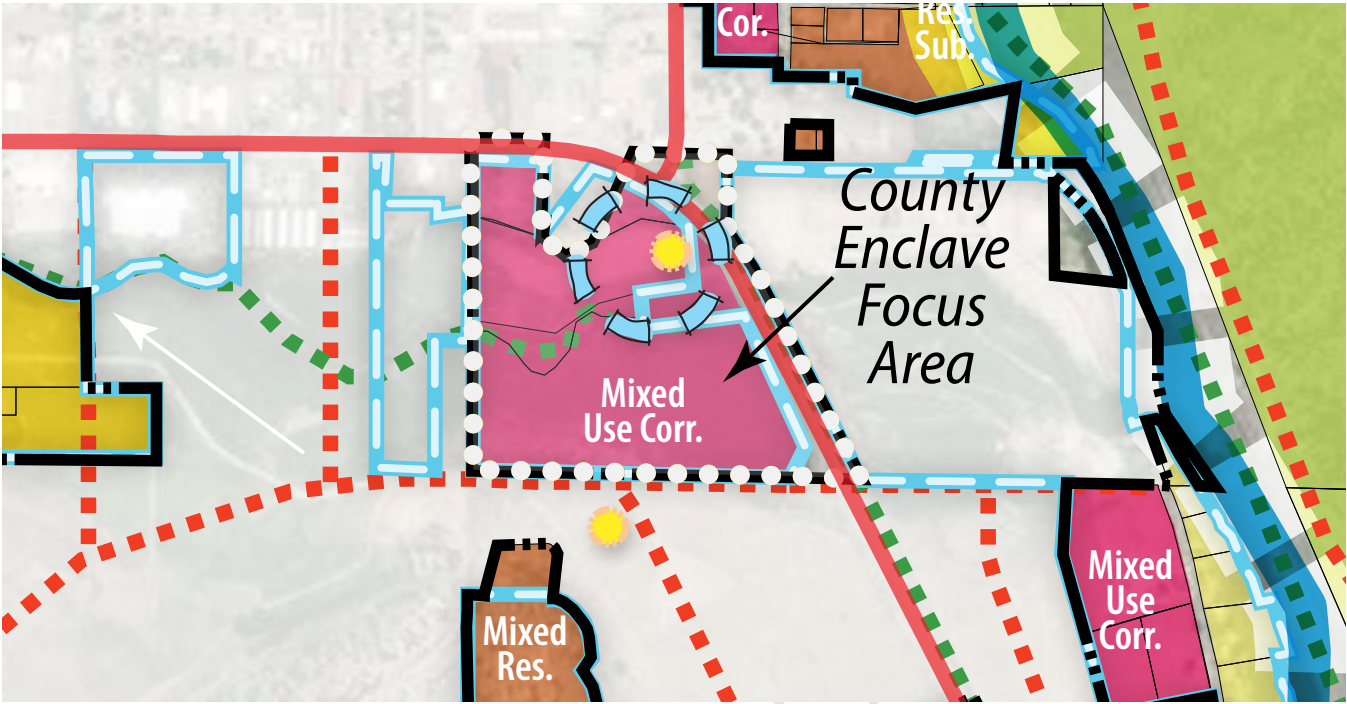 Cor.
Res.
Sub.
County
Enclave
Focus
Area
Mixed
Use Corr.
Mixed
Use
Corr.
Mixed
Res.